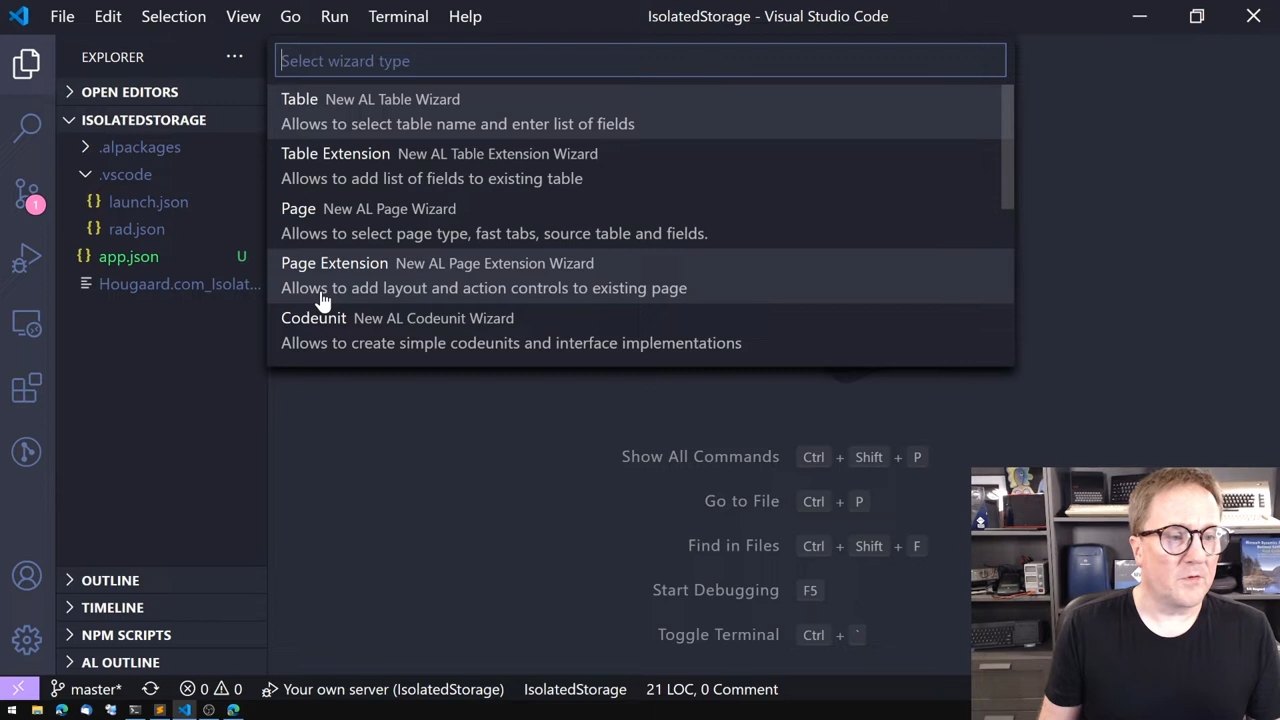 File Edit Selection View Go Run Terminal Help
IsolatedStorage - Visual Studio Code
EXPLORER
OPEN EDITORS
ISOLATEDSTORAGE
.alpackages
.vscode
launch.json
rad.json
app.json U
Hougaard.com_Isolat...
OUTLINE
TIMELINE
NPM SCRIPTS
AL OUTLINE
Select wizard type
Table New AL Table Wizard
Allows to select table name and enter list of fields
Table Extension New AL Table Extension Wizard
Allows to add list of fields to existing table
Page New AL Page Wizard
Allows to select page type, fast tabs, source table and fields.
Page Extension New AL Page Extension Wizard
Allows to add layout and action controls to existing page
Codeunit New AL Codeunit Wizard
Allows to create simple codeunits and interface implementations
Show All Commands Ctrl + Shift + P
Go to File Ctrl + P
Find in Files Ctrl + Shift + F
Start Debugging F5
Toggle Terminal Ctrl + `
1
master* 0 0 Your own server (IsolatedStorage) IsolatedStorage 21 LOC, 0 Comment